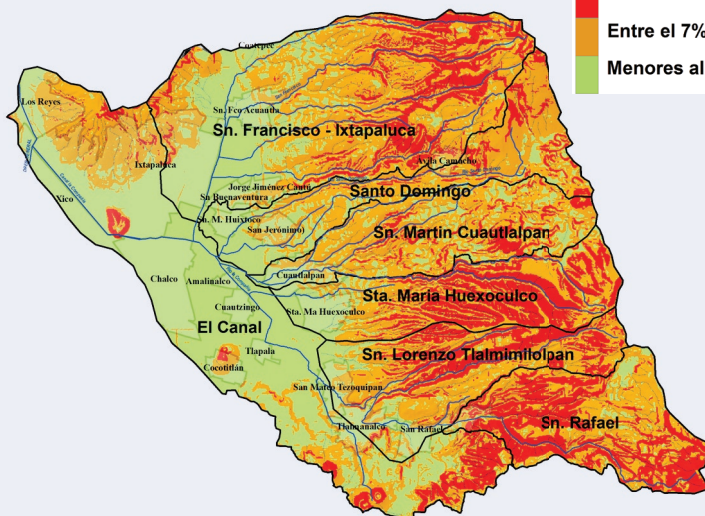 Entre el 7%
Menores al
Coatepec
Los Reyes
Sn. Fco Acuautla
Sn. Francisco - Ixtapaluca
Ixtapaluca
Avila Camacho
Jorge Jiménez Cantú
Santo Domingo
Sn Buenaventura
Xico
Sn. M. Huixtoco
San Jerónimo)
Sn. Martin Cuautlalpan
Chalco
Amalinalco
Cuautlalpan
Sta. Maria Huexoculco
Cuautzingo
Sta. Ma Huexoculco
El Canal
Tlapala
Sn. Lorenzo Tlalmimilolpan
Cocotitlán
San Mateo Tezoquipan
Tlalmanalco
San Rafael
Sn. Rafael